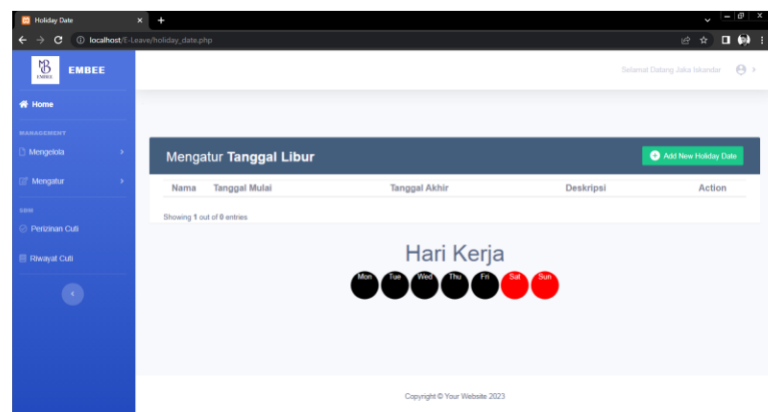 Holiday Date
localhost/E-Leave/holiday_date.php
MB
EMBEE
EMBEE
Selamat Datang Jaka Iskandar
Home
MANAGEMENT
Mengelola
Mengatur
SDM
Perizinan Cuti
Riwayat Cuti
Mengatur Tanggal Libur
Add New Holiday Date
Nama Tanggal Mulai Tanggal Akhir Deskripsi Action
Showing 1 out of 0 entries
Hari Kerja
Mon Tue Wed Thu Fri Sat Sun
Copyright © Your Website 2023